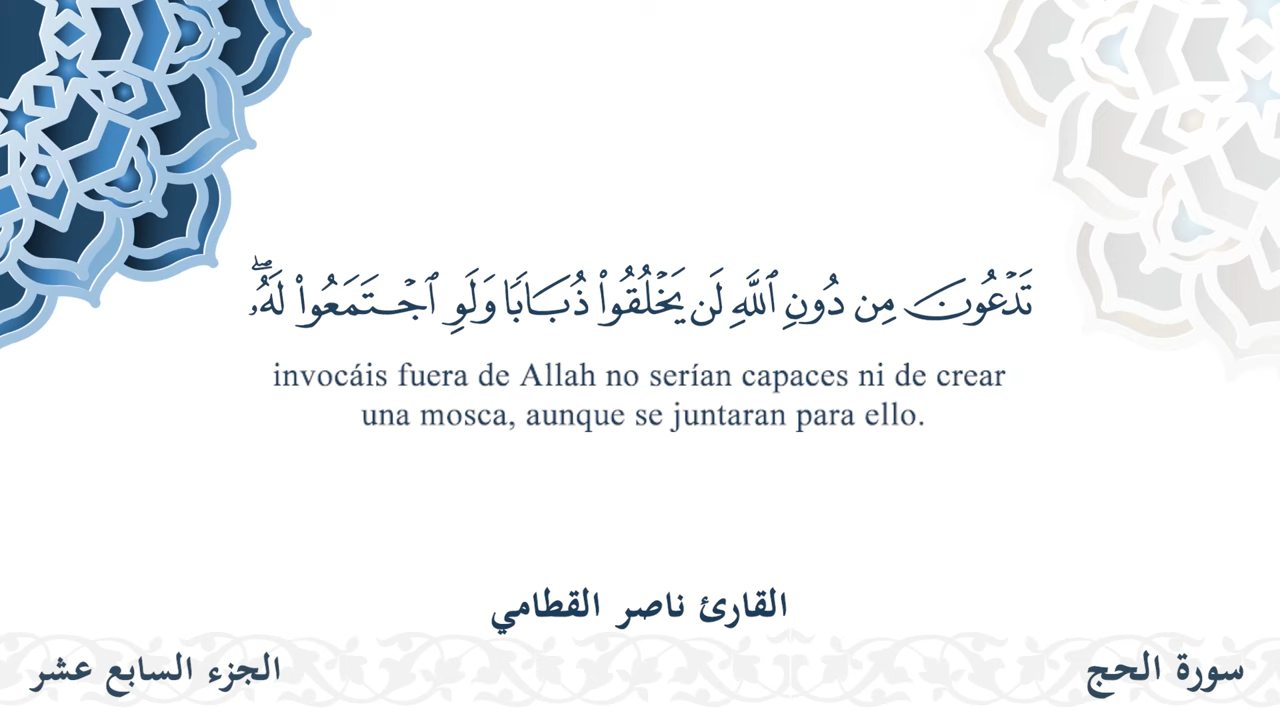 تَدْعُونَ مِن دُونِ ٱللَّهِ لَن يَخْلُقُوا۟ ذُبَابًا وَلَوِ ٱجْتَمَعُوا۟ لَهُۥ ۖ
invocáis fuera de Allah no serían capaces ni de crear
una mosca, aunque se juntaran para ello.
القارئ ناصر القطامي
سورة الحج
الجزء السابع عشر